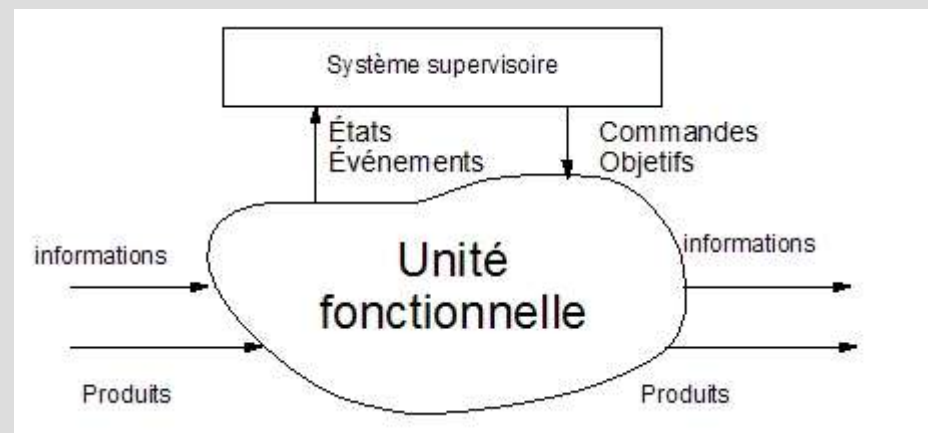 Système supervisoire
États
Événements
Commandes
Objetifs
informations
Unité
fonctionnelle
informations
Produits
Produits